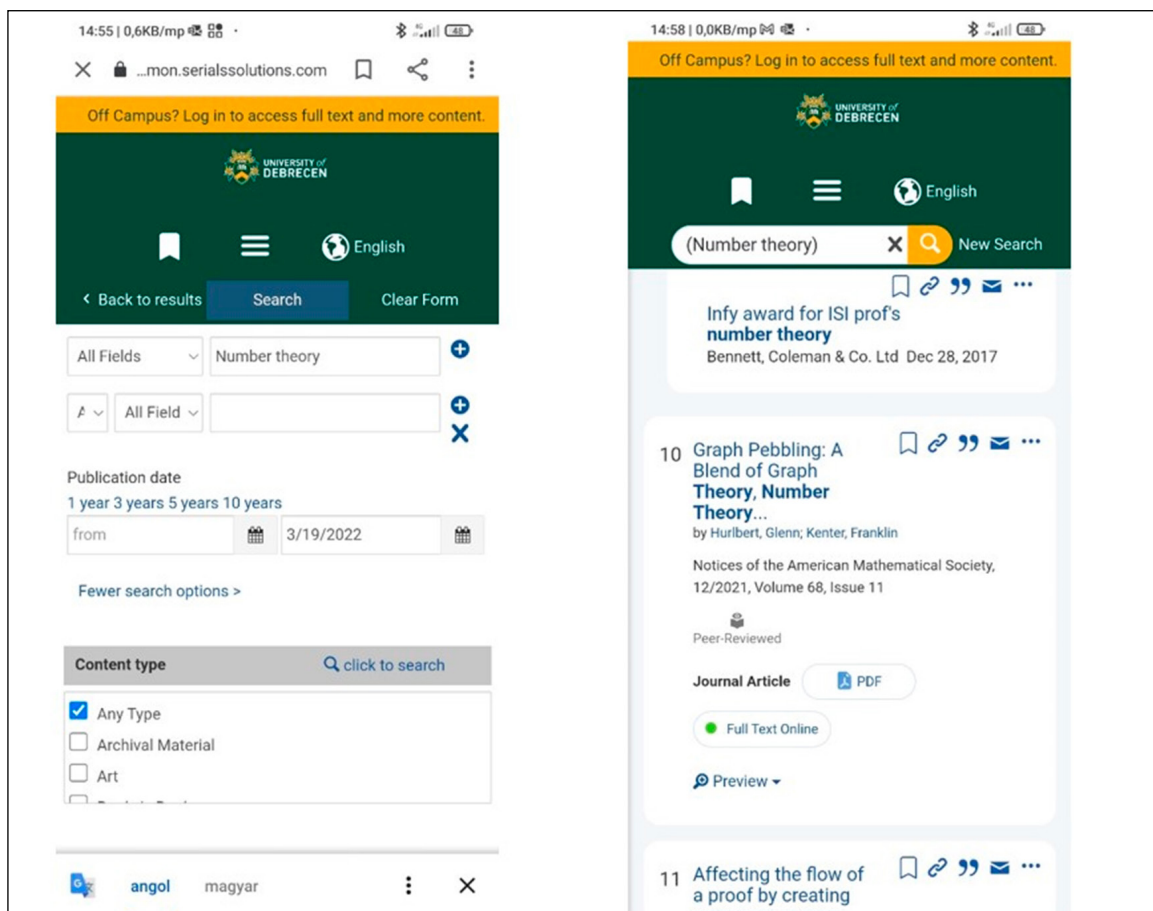 14:55 | 0,6KB/mp
48
...mon.serialssolutions.com
Off Campus? Log in to access full text and more content.
UNIVERSITY of
DEBRECEN
English
< Back to results Search Clear Form
All Fields Number theory
All Field
Publication date
1 year 3 years 5 years 10 years
from 3/19/2022
Fewer search options >
Content type click to search
Any Type
Archival Material
Art
angol magyar
14:58 | 0,0KB/mp
48
Off Campus? Log in to access full text and more content.
UNIVERSITY of
DEBRECEN
English
(Number theory) New Search
Infy award for ISI prof's
number theory
Bennett, Coleman & Co. Ltd Dec 28, 2017
10 Graph Pebbling: A
Blend of Graph
Theory, Number
Theory...
by Hurlbert, Glenn; Kenter, Franklin
Notices of the American Mathematical Society,
12/2021, Volume 68, Issue 11
Peer-Reviewed
Journal Article PDF
Full Text Online
Preview
11 Affecting the flow of
a proof by creating